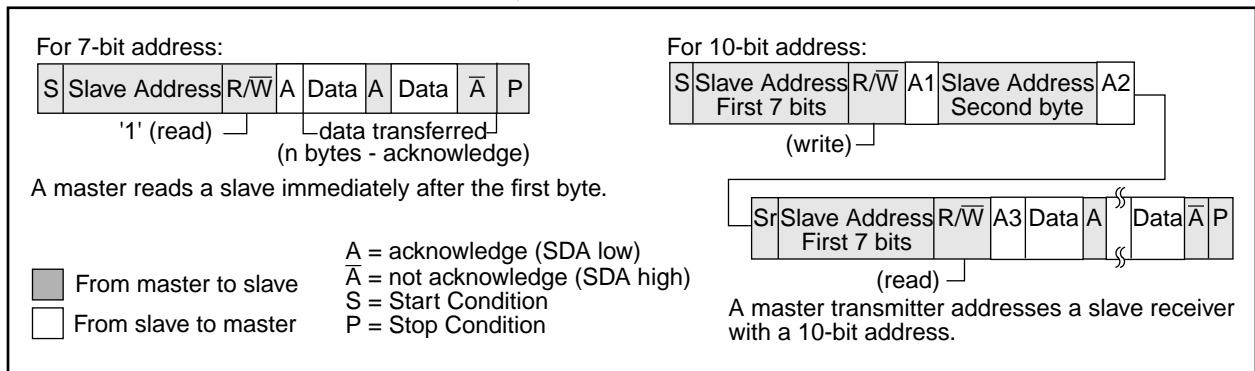 For 7-bit address:
S Slave Address R/W̅ A Data A Data A̅ P
'1' (read) data transferred
(n bytes - acknowledge)
A master reads a slave immediately after the first byte.
From master to slave
From slave to master
A = acknowledge (SDA low)
A̅ = not acknowledge (SDA high)
S = Start Condition
P = Stop Condition
For 10-bit address:
S Slave Address First 7 bits R/W̅ A1 Slave Address Second byte A2
(write)
Sr Slave Address First 7 bits R/W̅ A3 Data A Data A̅ P
(read)
A master transmitter addresses a slave receiver
with a 10-bit address.